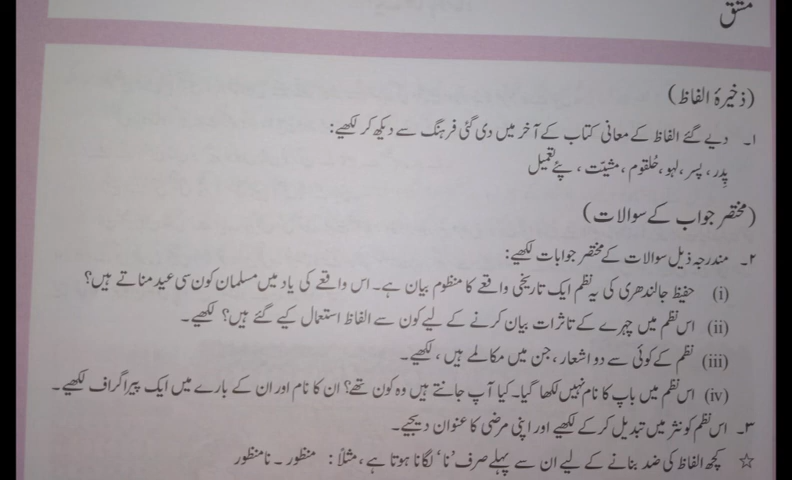 مشق
(ذخیرۂ الفاظ)
۱۔ دیے گئے الفاظ کے معانی کتاب کے آخر میں دی گئی فرہنگ سے دیکھ کر لکھیے:
پِدر، پسر، لہو، حُلقوم، مشیّت، پئے تعمیل
(مختصر جواب کے سوالات)
۲۔ مندرجہ ذیل سوالات کے مختصر جوابات لکھیے:
(i) حفیظ جالندھری کی یہ نظم ایک تاریخی واقعے کا منظوم بیان ہے۔ اس واقعے کی یاد میں مسلمان کون سی عید مناتے ہیں؟
(ii) اس نظم میں چہرے کے تاثرات بیان کرنے کے لیے کون سے الفاظ استعمال کیے گئے ہیں؟ لکھیے۔
(iii) نظم کے کوئی سے دو اشعار، جن میں مکالمے ہیں، لکھیے۔
(iv) اس نظم میں باپ کا نام نہیں لکھا گیا۔ کیا آپ جانتے ہیں وہ کون تھے؟ ان کا نام اور ان کے بارے میں ایک پیراگراف لکھیے۔
۳۔ اس نظم کو نثر میں تبدیل کر کے لکھیے اور اپنی مرضی کا عنوان دیجیے۔
☆ کچھ الفاظ کی ضد بنانے کے لیے ان سے پہلے صرف ’نا‘ لگانا ہوتا ہے، مثلاً: منظور ۔ نامنظور